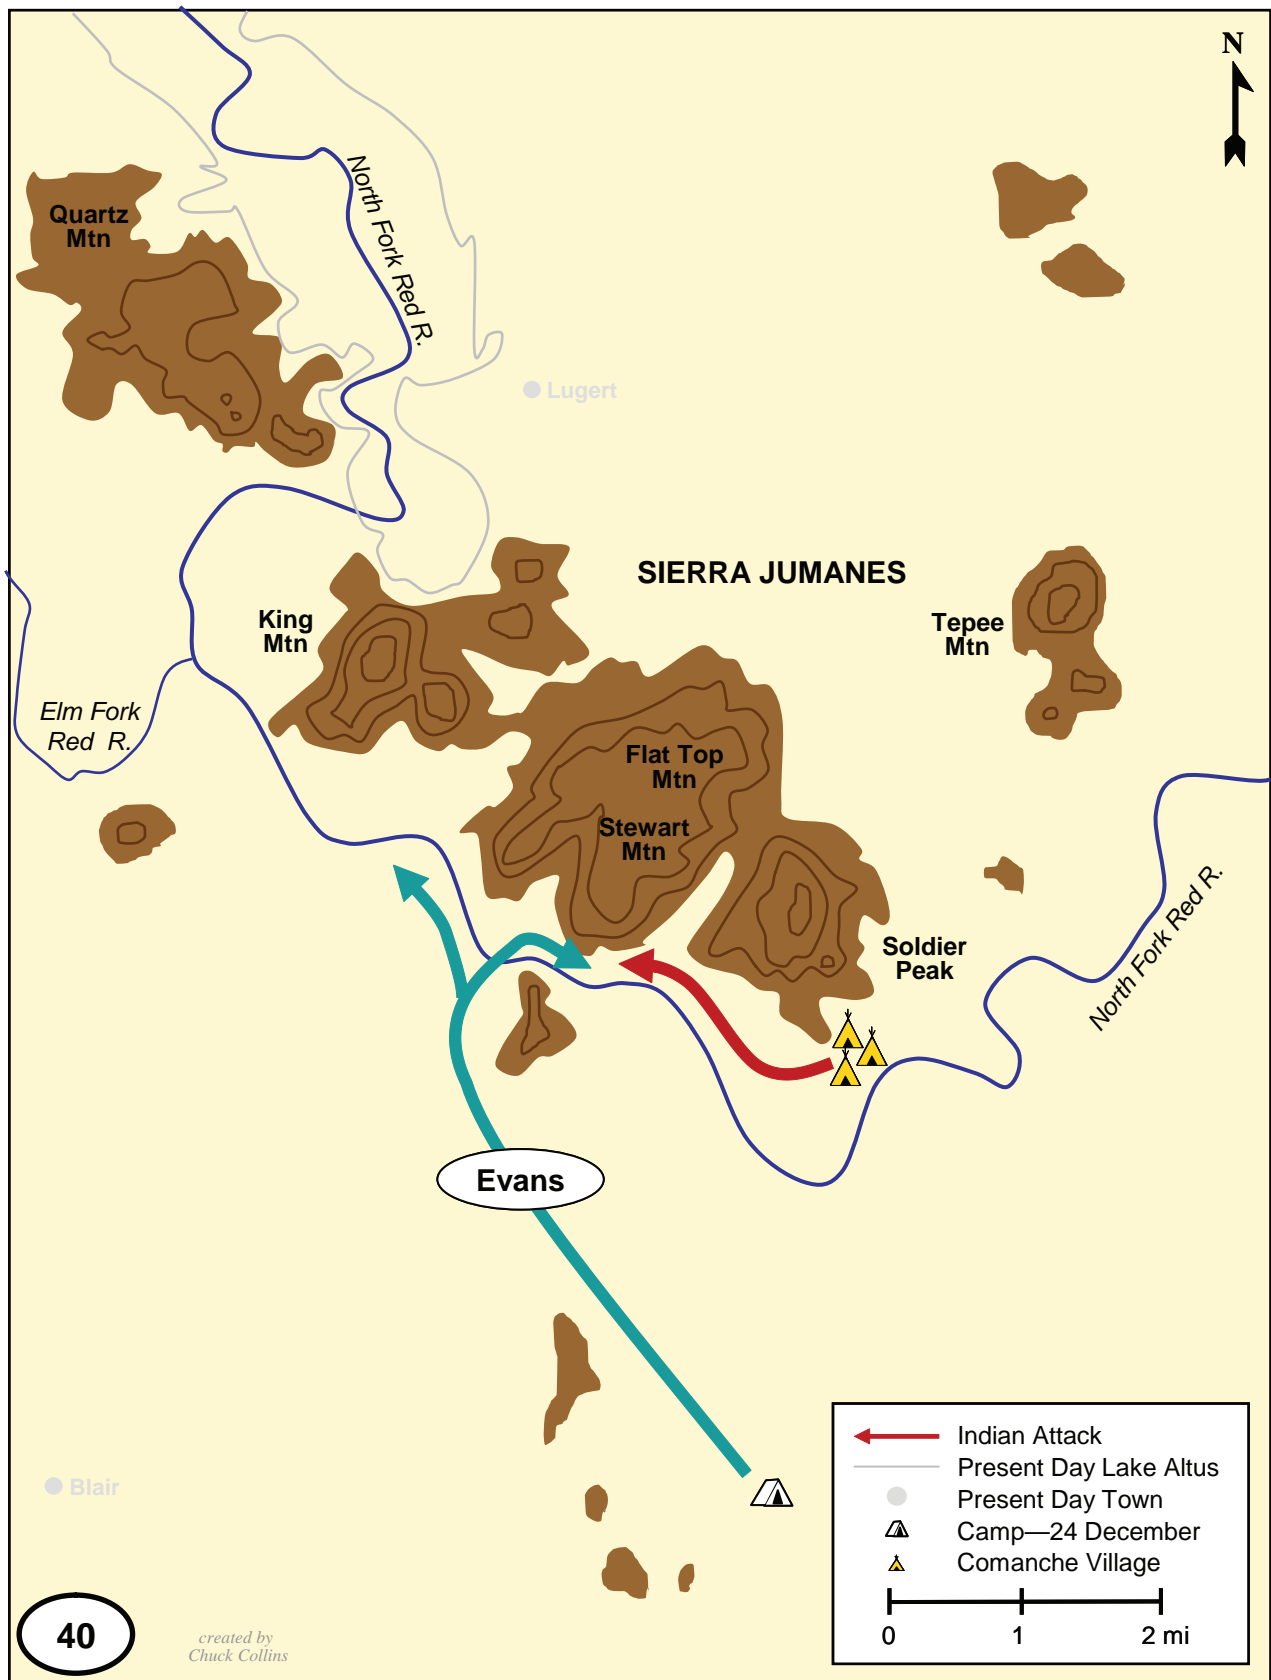 N
Quartz
Mtn
North Fork Red R.
Lugert
SIERRA JUMANES
King
Mtn
Tepee
Mtn
Elm Fork
Red R.
Flat Top
Mtn
Stewart
Mtn
Soldier
Peak
North Fork Red R.
Evans
Blair
Indian Attack
Present Day Lake Altus
Present Day Town
Camp—24 December
Comanche Village
0 1 2 mi
40
created by
Chuck Collins